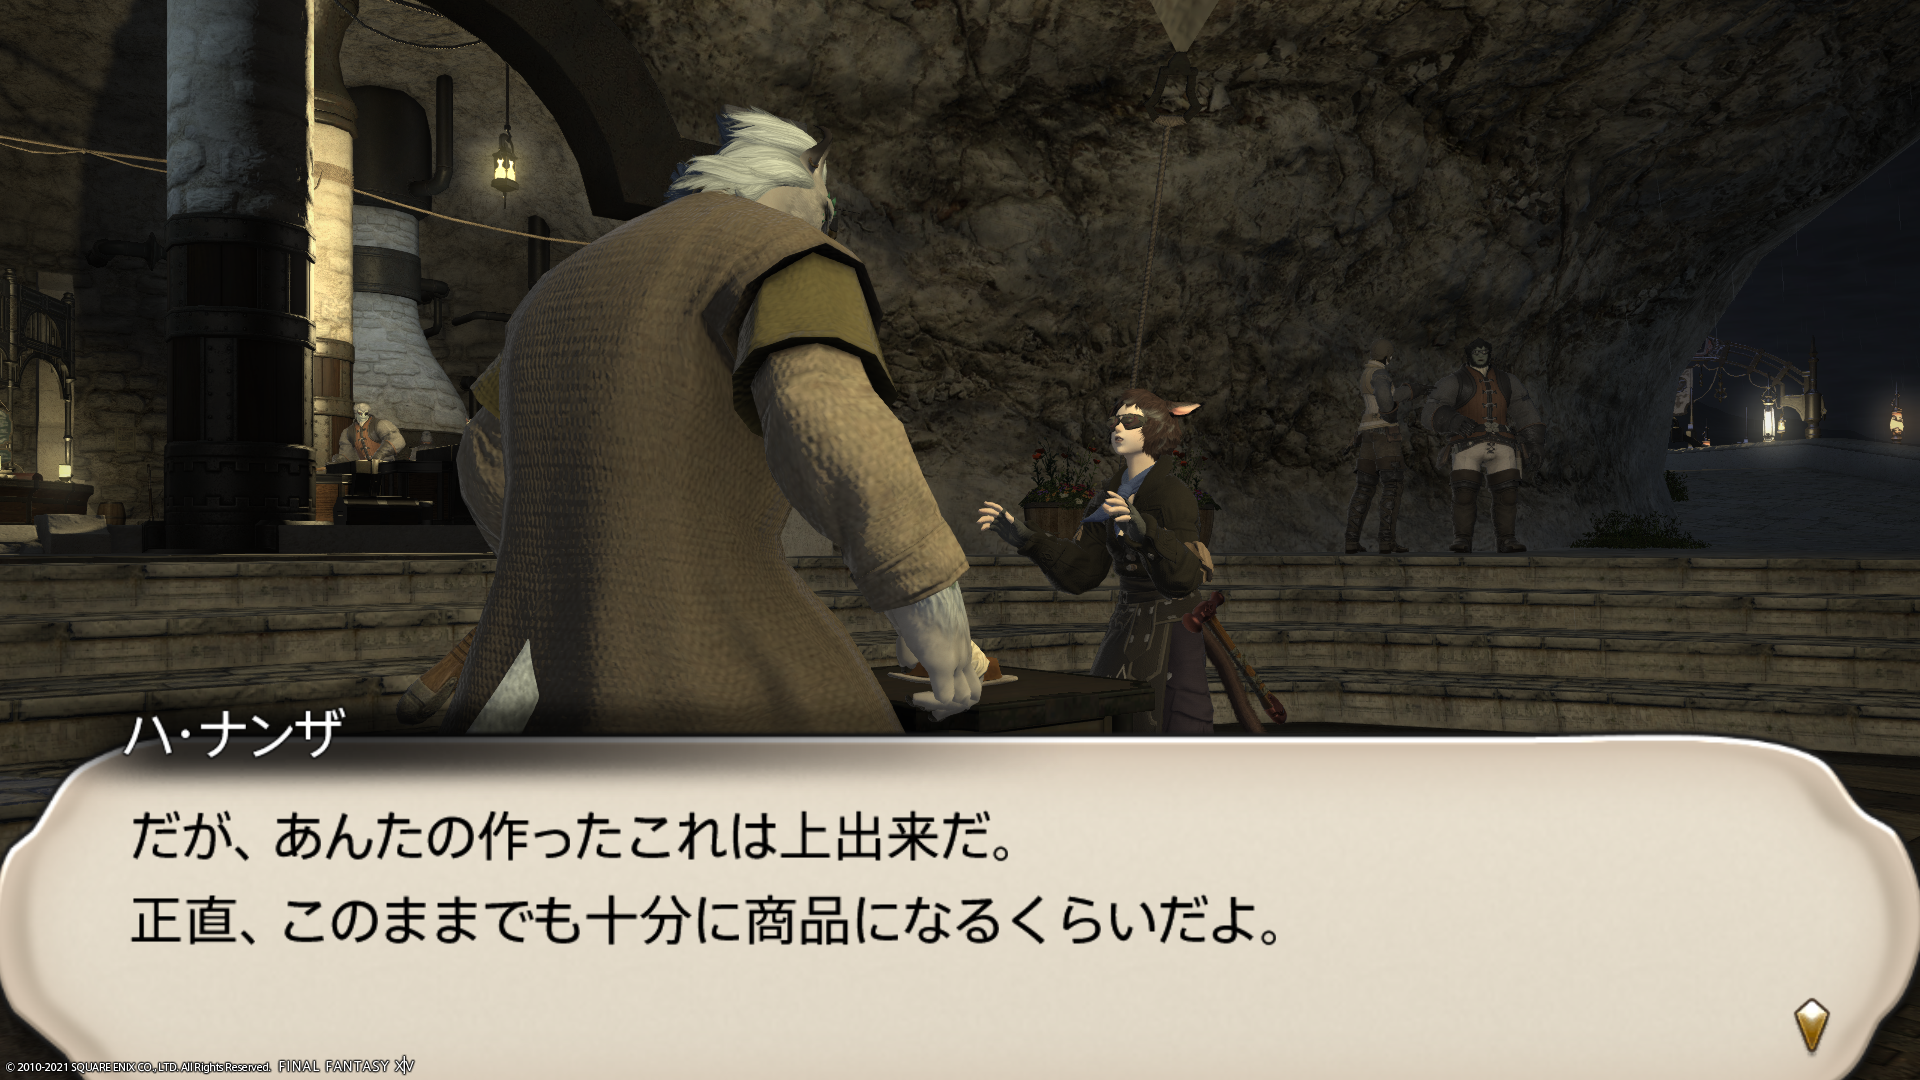 ハ・ナンザ
だが、あんたの作ったこれは上出来だ。
正直、このままでも十分に商品になるくらいだよ。
© 2010-2021 SQUARE ENIX CO., LTD. All Rights Reserved. FINAL FANTASY XIV